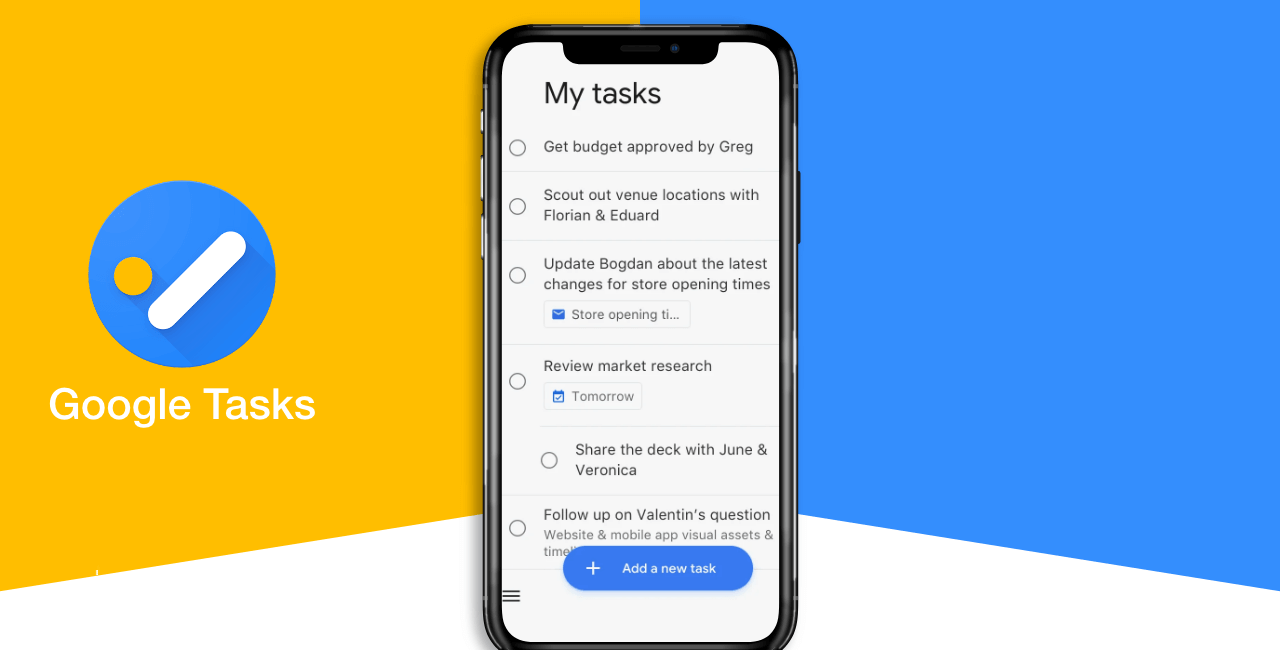 My tasks
Get budget approved by Greg
Scout out venue locations with
Florian & Eduard
Update Bogdan about the latest
changes for store opening times
Store opening ti...
Review market research
Tomorrow
Share the deck with June &
Veronica
Follow up on Valentin's question
Website & mobile app visual assets &
Add a new task
Google Tasks